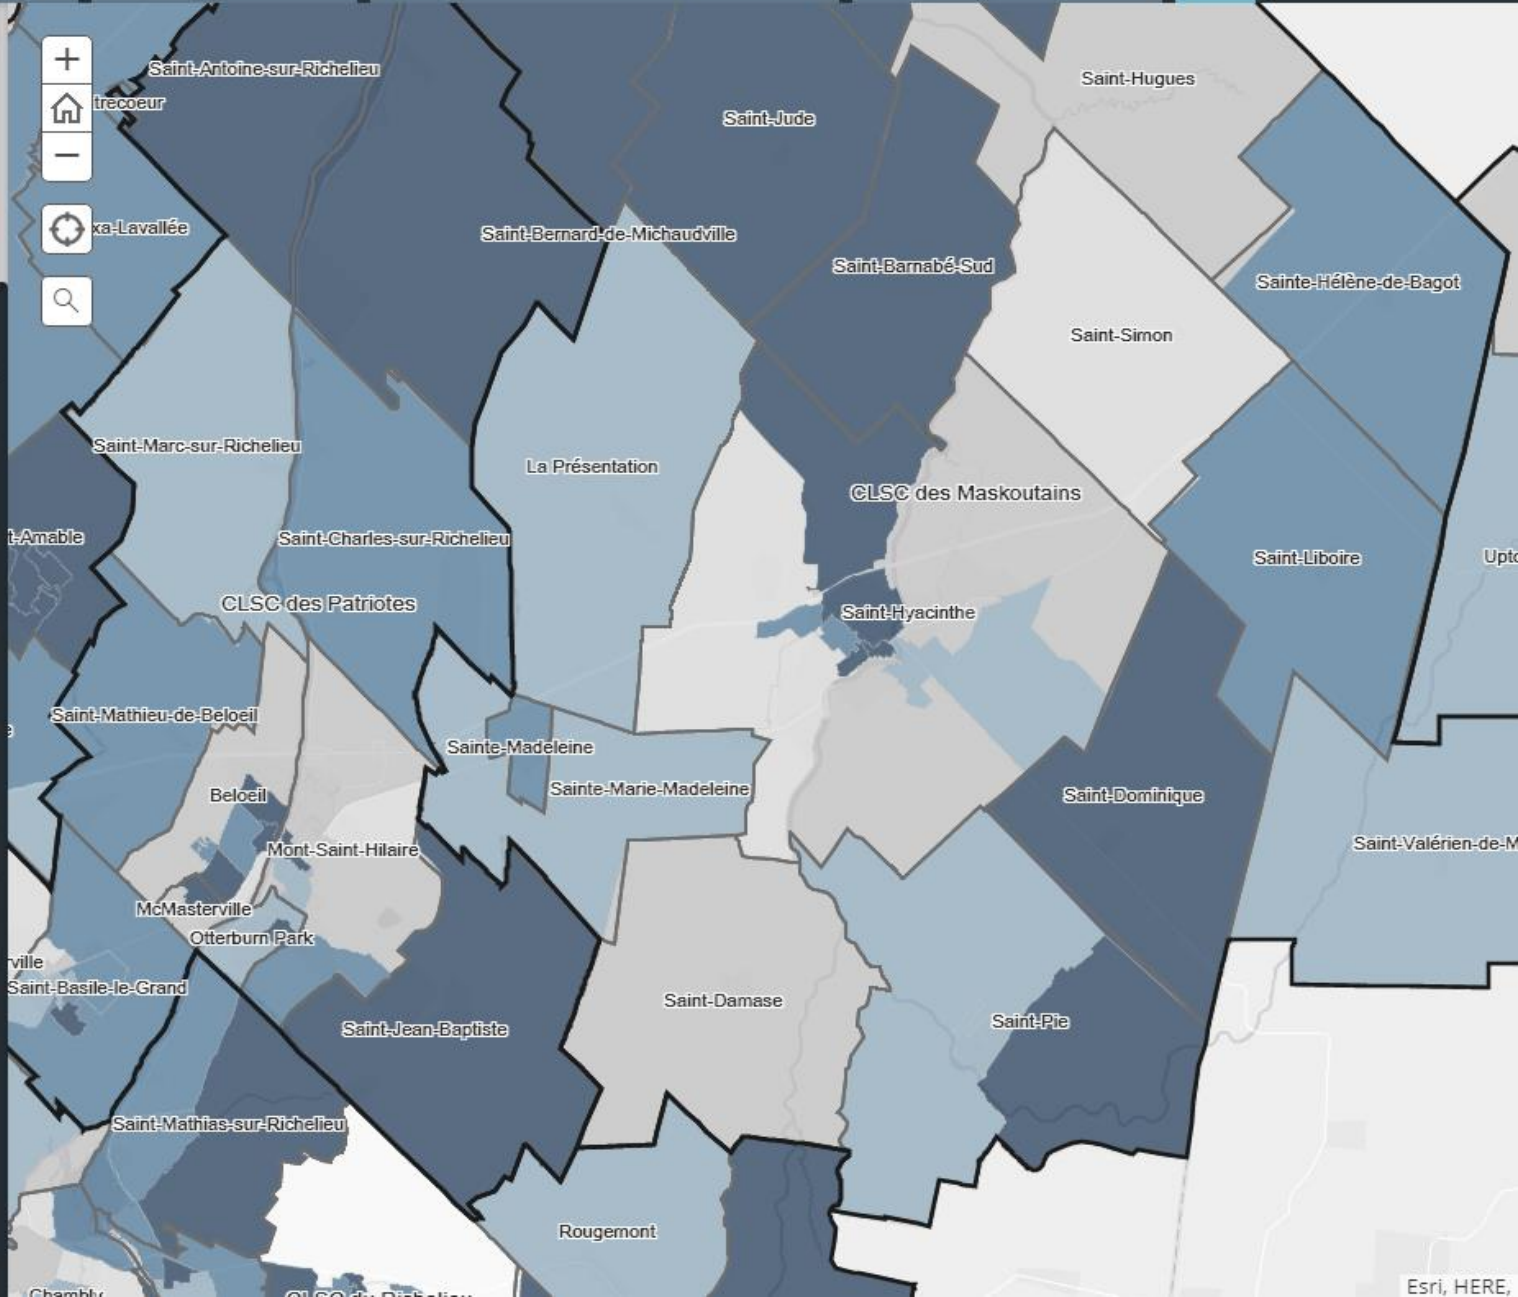 Saint-Antoine-sur-Richelieu
Saint-Hugues
trecoeur
Saint-Jude
xa-Lavallée
Saint-Bernard-de-Michaudville
Saint-Barnabé-Sud
Sainte-Hélène-de-Bagot
Saint-Simon
Saint-Marc-sur-Richelieu
La Présentation
CLSC des Maskoutains
t-Amable
Saint-Charles-sur-Richelieu
Saint-Liboire
Upto
CLSC des Patriotes
Saint-Hyacinthe
Saint-Mathieu-de-Beloeil
Sainte-Madeleine
Sainte-Marie-Madeleine
Beloeil
Saint-Dominique
Mont-Saint-Hilaire
Saint-Valérien-de-M
McMasterville
Otterburn Park
rville
Saint-Basile-le-Grand
Saint-Damase
Saint-Pie
Saint-Jean-Baptiste
Saint-Mathias-sur-Richelieu
Rougemont
Esri, HERE,
Chambly
CLSC du Richelieu